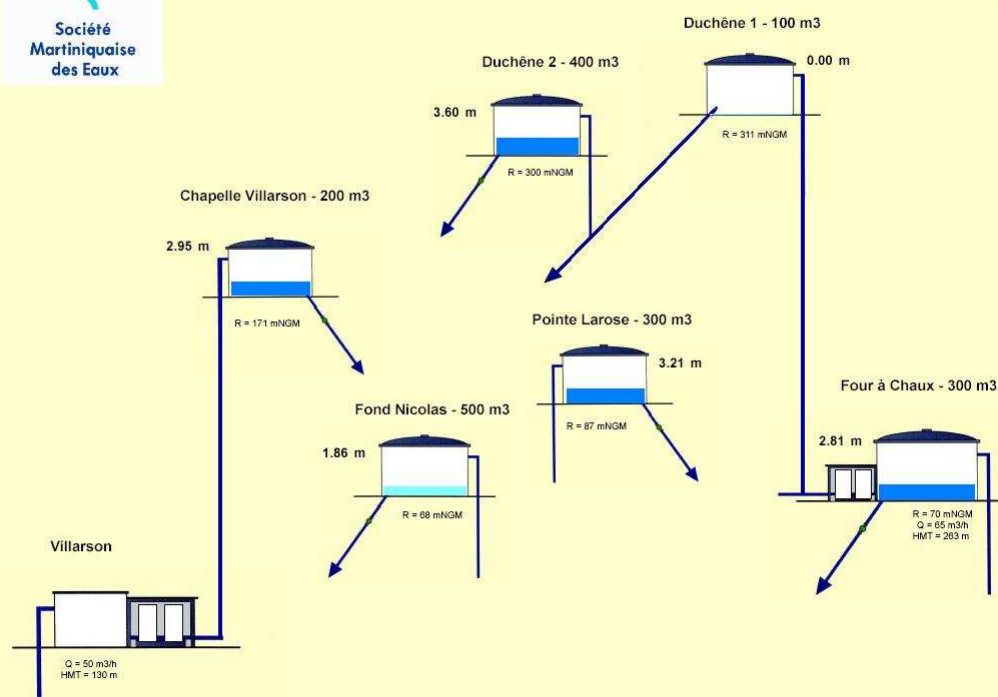 Société
Martiniquaise
des Eaux
Duchêne 1 - 100 m3
0.00 m
R = 311 mNGM
Duchêne 2 - 400 m3
3.60 m
R = 300 mNGM
Chapelle Villarson - 200 m3
2.95 m
R = 171 mNGM
Pointe Larose - 300 m3
3.21 m
R = 87 mNGM
Four à Chaux - 300 m3
2.81 m
R = 70 mNGM
Q = 65 m3/h
HMT = 263 m
Fond Nicolas - 500 m3
1.86 m
R = 68 mNGM
Villarson
Q = 50 m3/h
HMT = 130 m